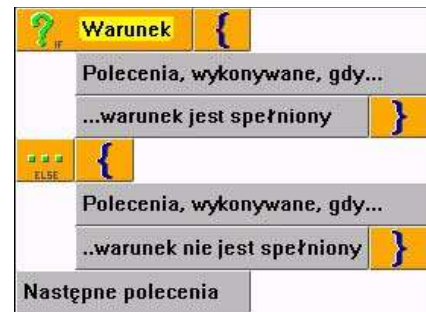 IF Warunek {
Polecenia, wykonywane, gdy...
...warunek jest spełniony }
ELSE {
Polecenia, wykonywane, gdy...
..warunek nie jest spełniony }
Następne polecenia